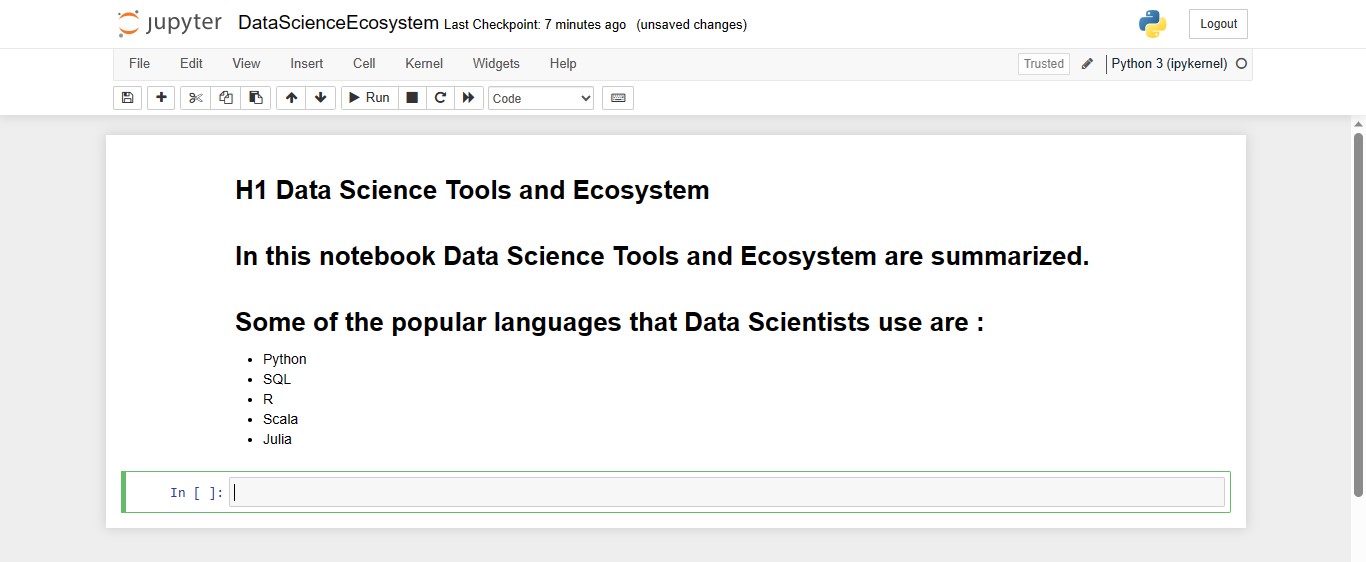 jupyter DataScienceEcosystem Last Checkpoint: 7 minutes ago (unsaved changes) Logout
File Edit View Insert Cell Kernel Widgets Help Trusted Python 3 (ipykernel)
Run Code
H1 Data Science Tools and Ecosystem
In this notebook Data Science Tools and Ecosystem are summarized.
Some of the popular languages that Data Scientists use are :
• Python
• SQL
• R
• Scala
• Julia
In [ ]: